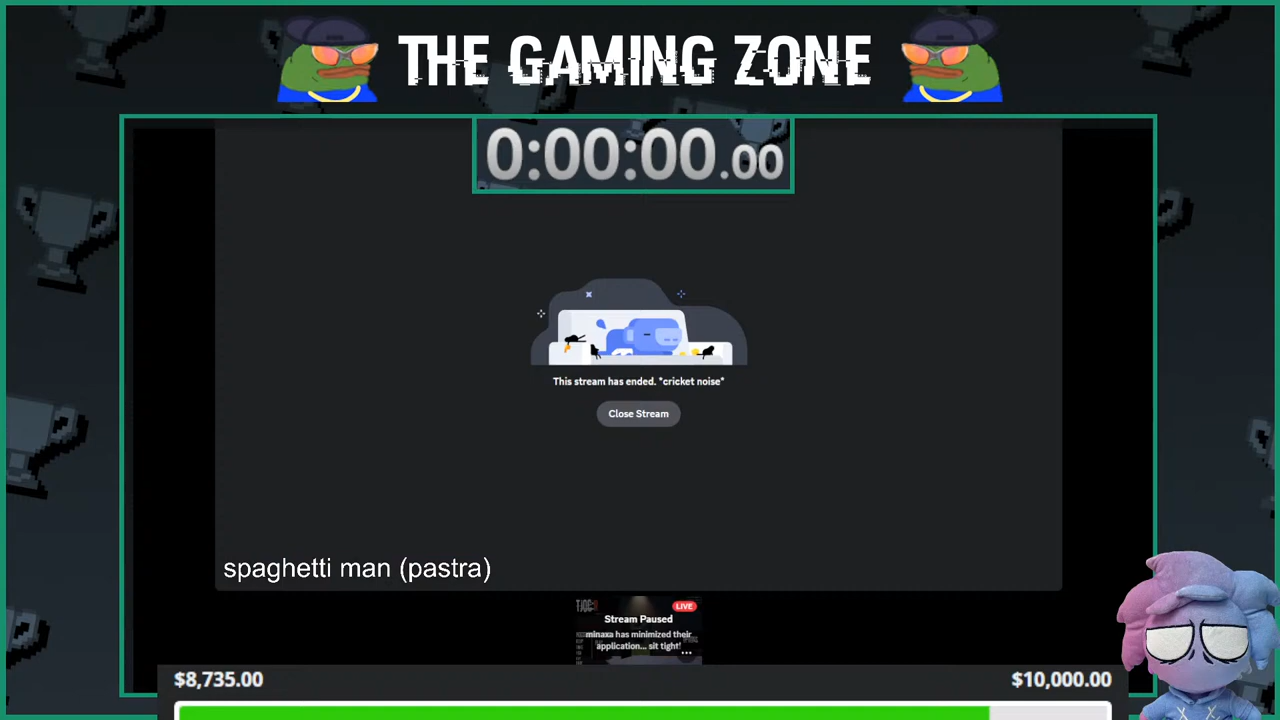 THE GAMING ZONE
0:00:00.00
This stream has ended. *cricket noise*
Close Stream
spaghetti man (pastra)
LIVE
Stream Paused
minaxa has minimized their
application... sit tight!
$8,735.00
$10,000.00